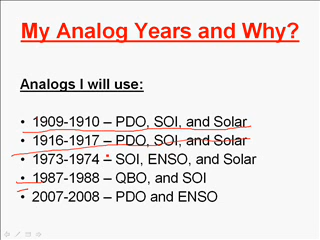 My Analog Years and Why?
Analogs I will use:
• 1909-1910 – PDO, SOI, and Solar
• 1916-1917 – PDO, SOI, and Solar
• 1973-1974 – SOI, ENSO, and Solar
• 1987-1988 – QBO, and SOI
• 2007-2008 – PDO and ENSO